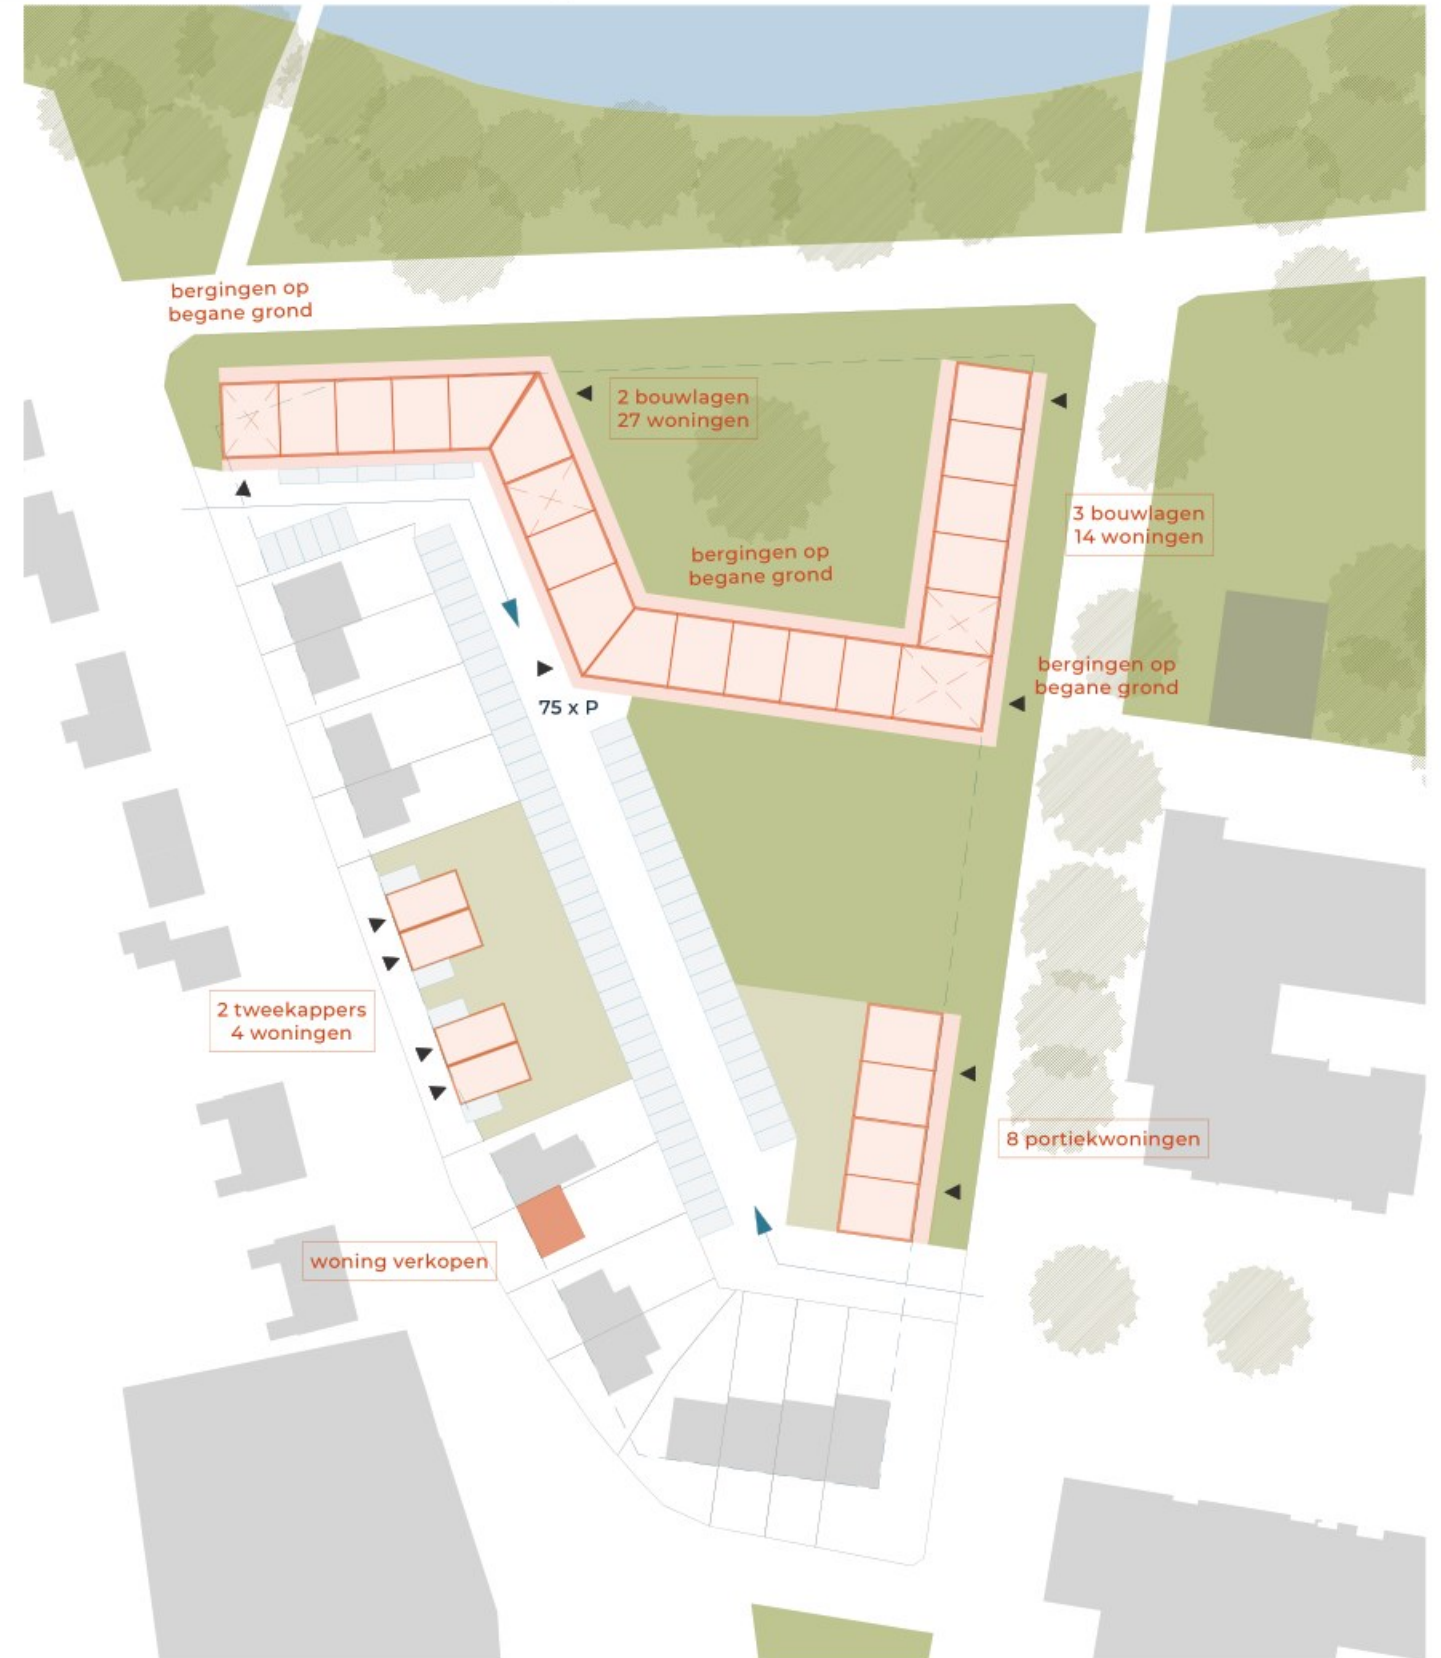 bergingen op
begane grond
2 bouwlagen
27 woningen
3 bouwlagen
14 woningen
bergingen op
begane grond
bergingen op
begane grond
75 x P
2 tweekappers
4 woningen
8 portiekwoningen
woning verkopen